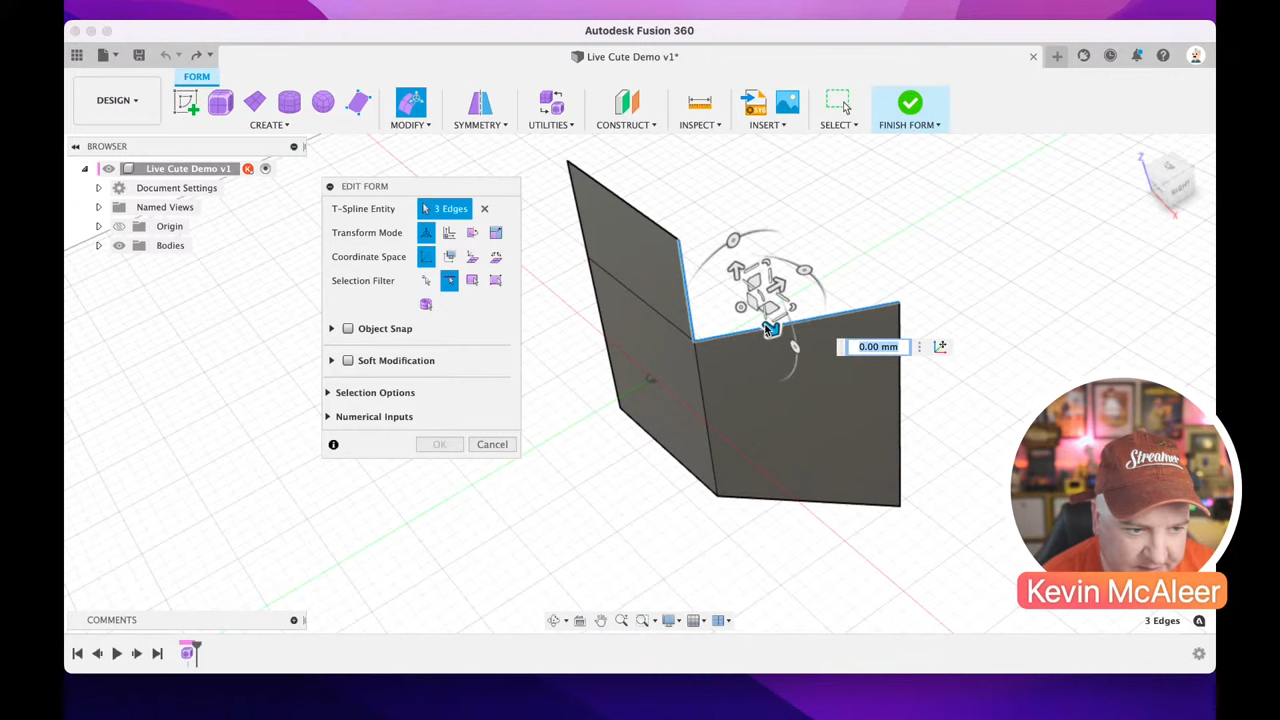 Autodesk Fusion 360
Live Cute Demo v1*
FORM
DESIGN
CREATE
MODIFY
SYMMETRY
UTILITIES
CONSTRUCT
INSPECT
INSERT
SELECT
FINISH FORM
BROWSER
Live Cute Demo v1
K
Document Settings
Named Views
Origin
Bodies
EDIT FORM
T-Spline Entity
3 Edges
Transform Mode
Coordinate Space
Selection Filter
Object Snap
Soft Modification
Selection Options
Numerical Inputs
OK
Cancel
0.00 mm
Z
RIGHT
X
Streamer
Kevin McAleer
COMMENTS
3 Edges